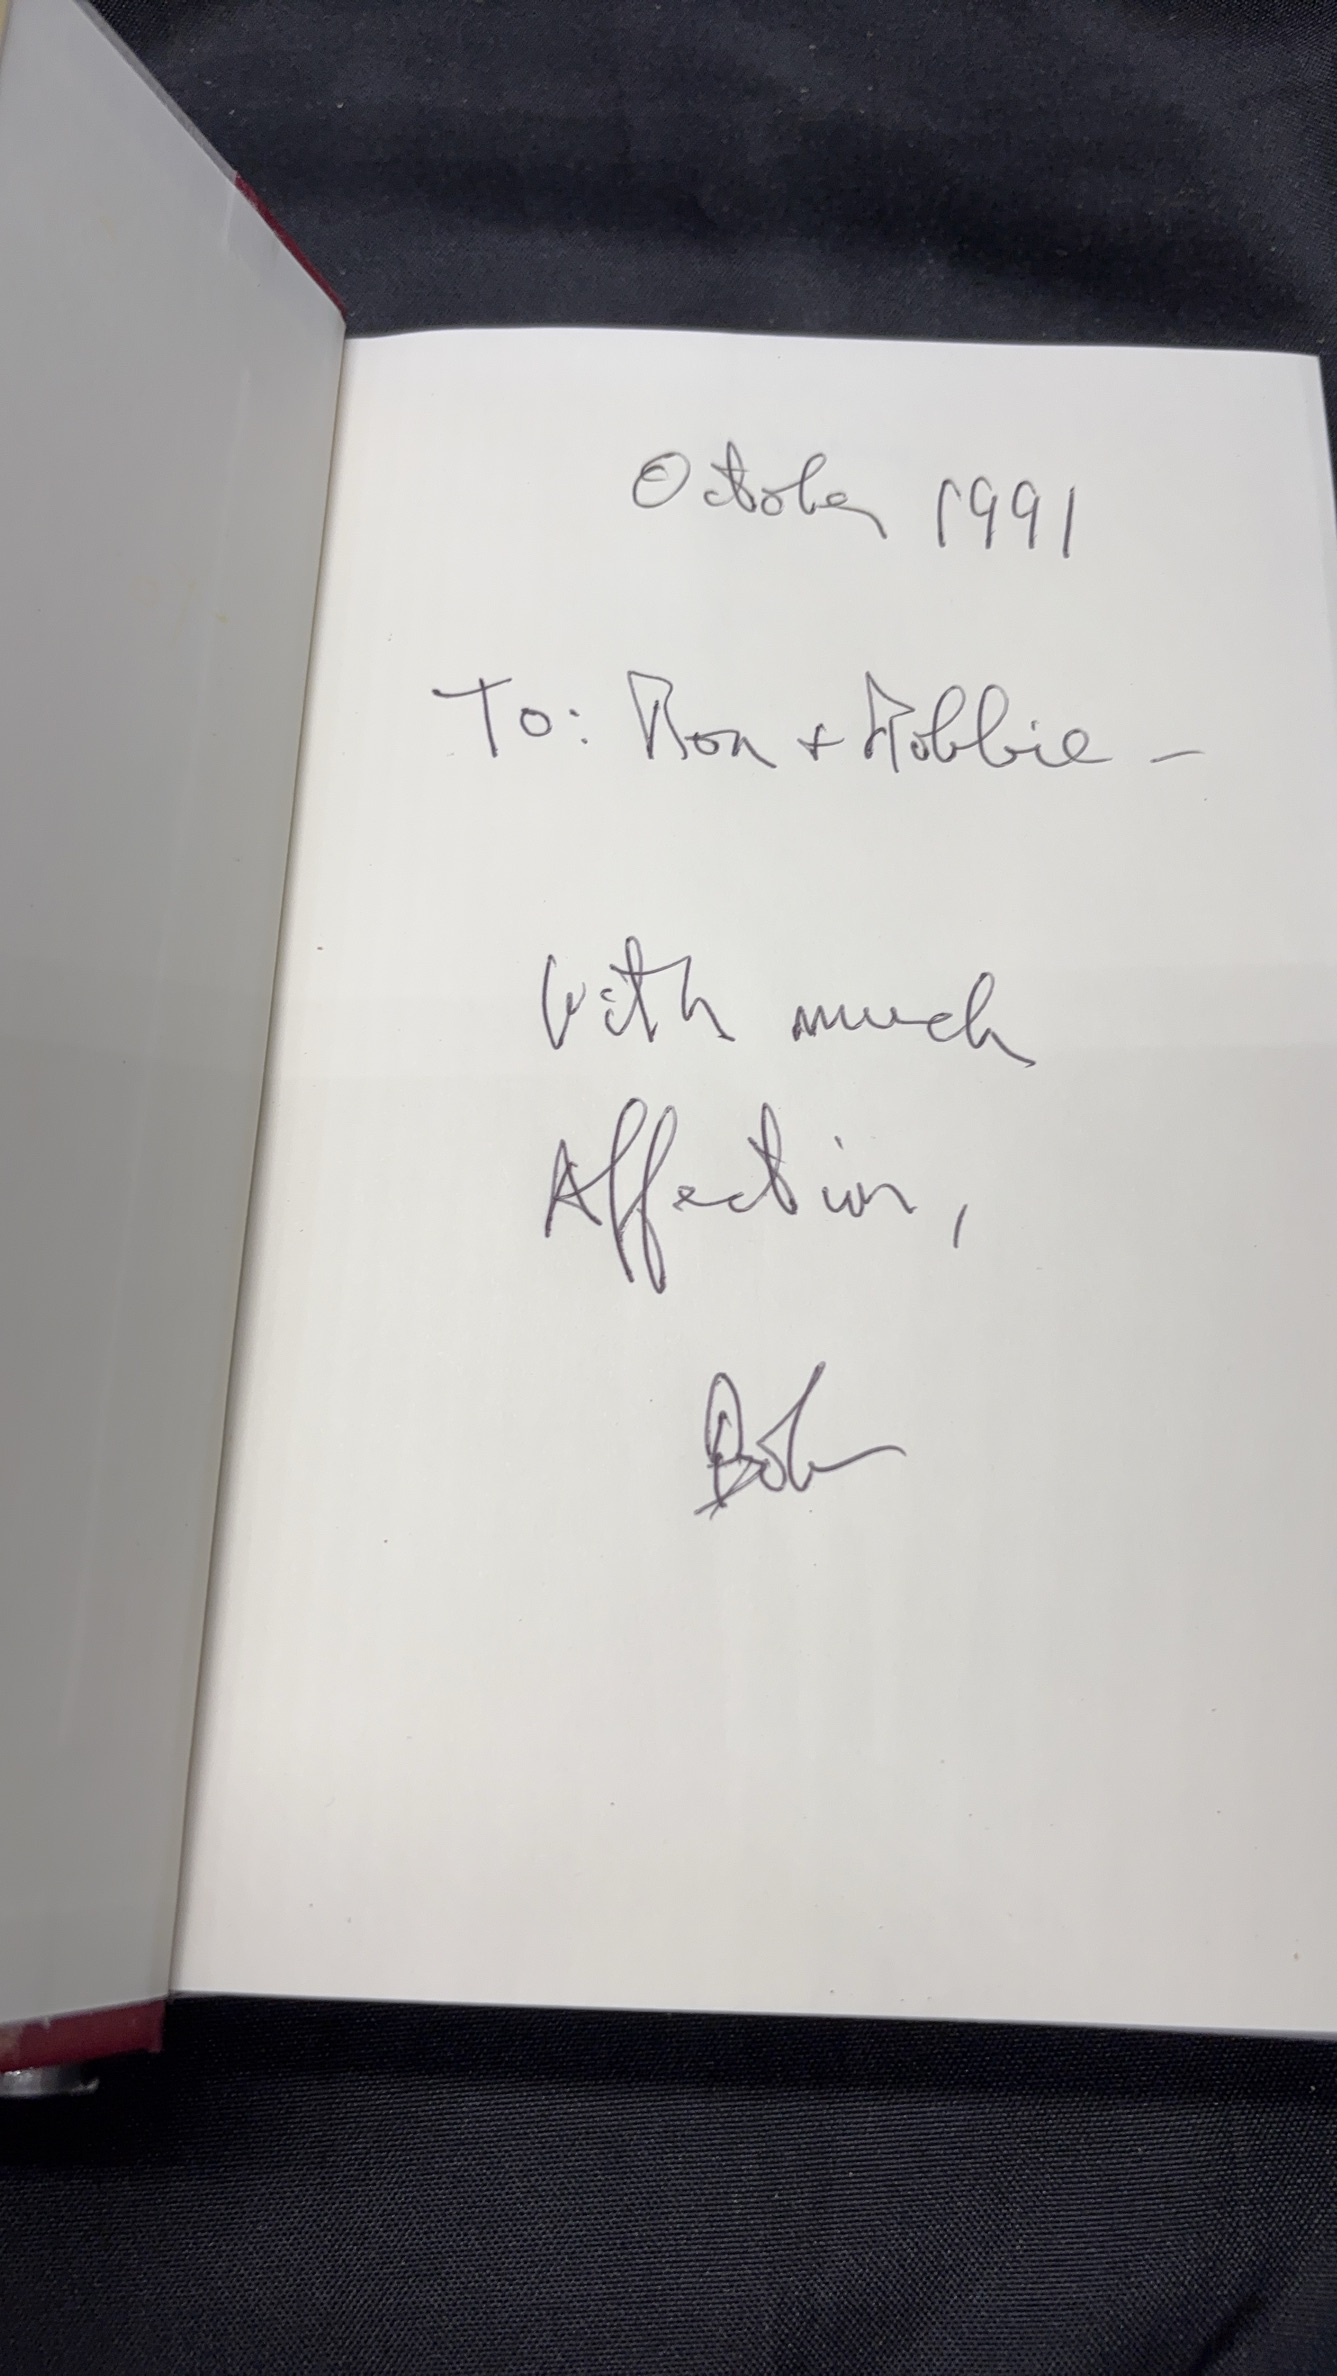 October 1991
To: Ron + Robbie –
With much
Affection,
Bob